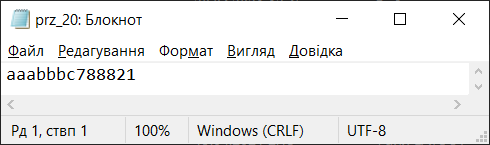 prz_20: Блокнот
Файл Редагування Формат Вигляд Довідка
aaabbbc788821
Рд 1, ствп 1 100% Windows (CRLF) UTF-8